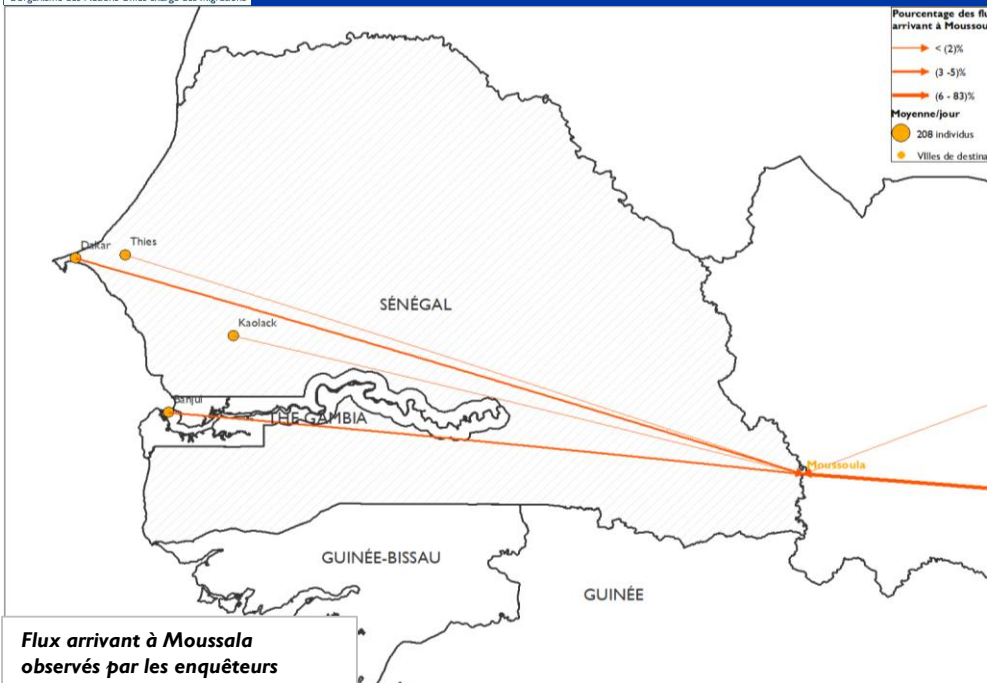 Pourcentage des flu
arrivant à Moussou
< (2)%
(3 -5)%
(6 - 83)%
Moyenne/jour
208 individus
VIlles de destina
Dakar
Thies
SÉNÉGAL
Kaolack
Banjul
THE GAMBIA
Moussoula
GUINÉE-BISSAU
GUINÉE
Flux arrivant à Moussala
observés par les enquêteurs